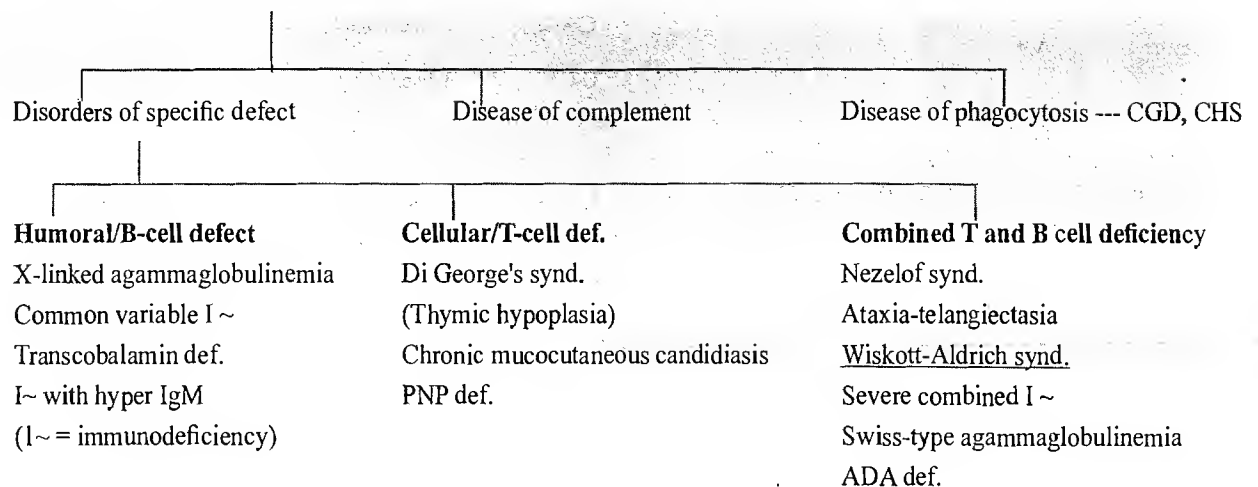 Disorders of specific defect
Disease of complement
Disease of phagocytosis --- CGD, CHS
Humoral/B-cell defect
X-linked agammaglobulinemia
Common variable I ~
Transcobalamin def.
I~ with hyper IgM
(1~ = immunodeficiency)
Cellular/T-cell def.
Di George's synd.
(Thymic hypoplasia)
Chronic mucocutaneous candidiasis
PNP def.
Combined T and B cell deficiency
Nezelof synd.
Ataxia-telangiectasia
Wiskott-Aldrich synd.
Severe combined I ~
Swiss-type agammaglobulinemia
ADA def.